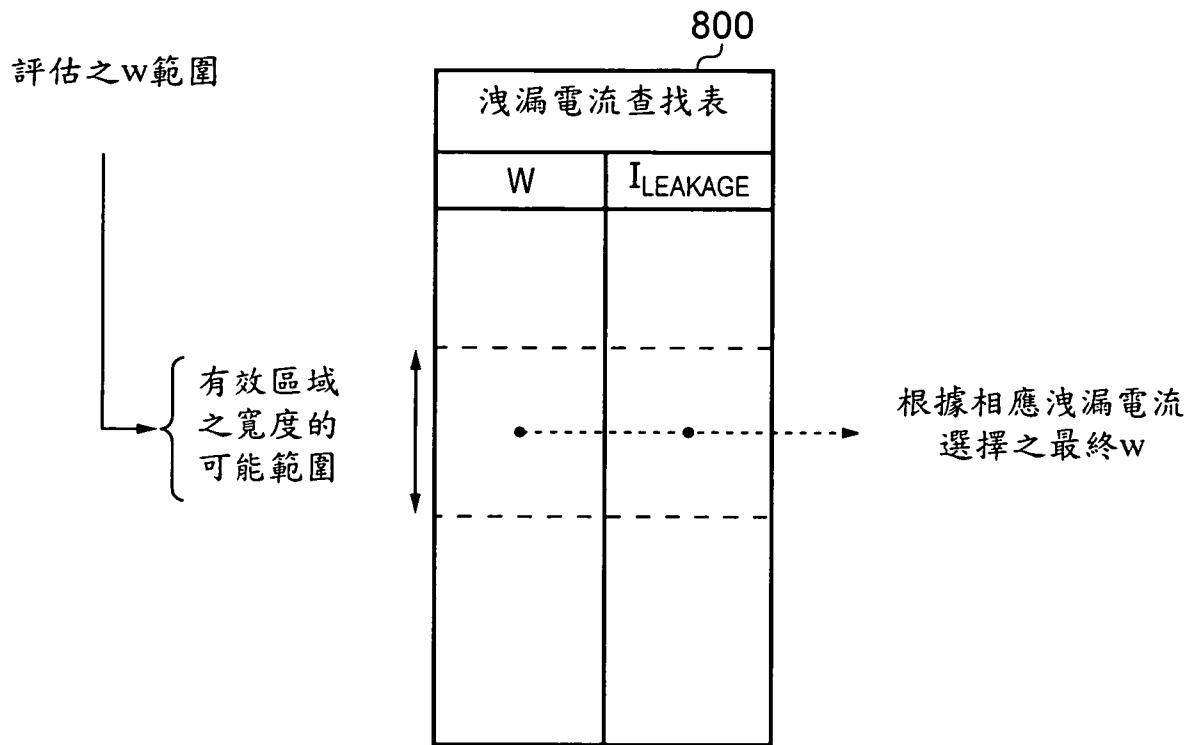 800
評估之w範圍
洩漏電流查找表
W
ILEAKAGE
有效區域
之寬度的
可能範圍
根據相應洩漏電流
選擇之最終w